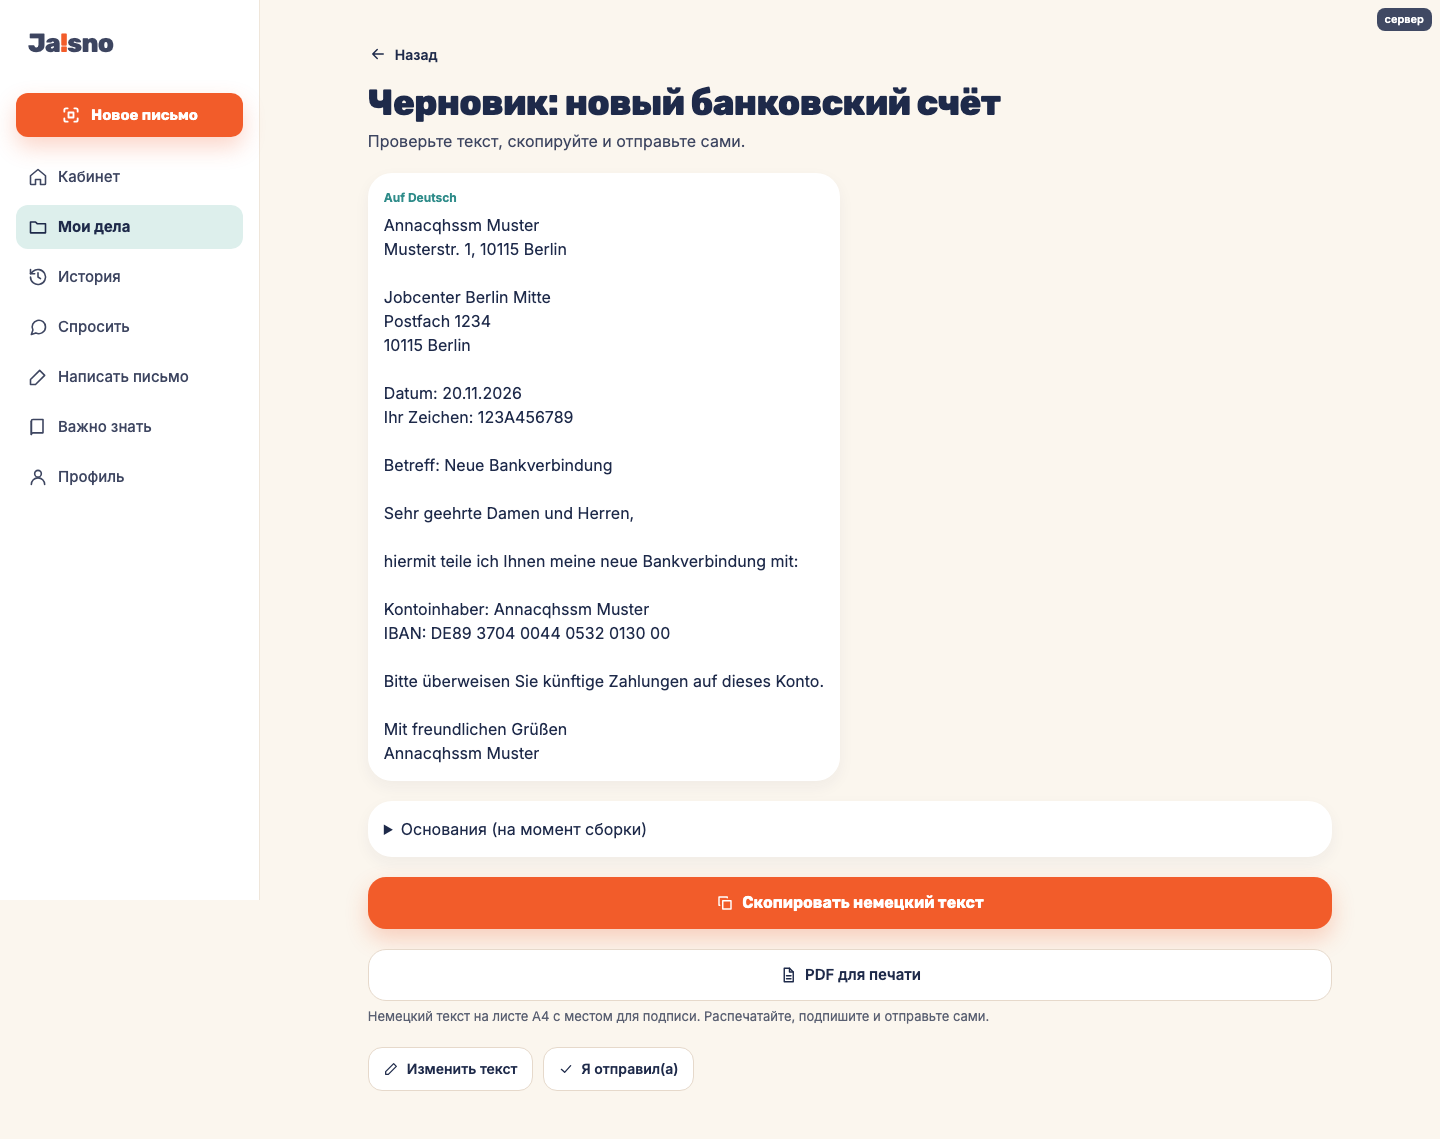 Ja!sno
сервер
Новое письмо
Кабинет
Мои дела
История
Спросить
Написать письмо
Важно знать
Профиль
Назад
Черновик: новый банковский счёт
Проверьте текст, скопируйте и отправьте сами.
Auf Deutsch
Annacqhssm Muster
Musterstr. 1, 10115 Berlin
Jobcenter Berlin Mitte
Postfach 1234
10115 Berlin
Datum: 20.11.2026
Ihr Zeichen: 123A456789
Betreff: Neue Bankverbindung
Sehr geehrte Damen und Herren,
hiermit teile ich Ihnen meine neue Bankverbindung mit:
Kontoinhaber: Annacqhssm Muster
IBAN: DE89 3704 0044 0532 0130 00
Bitte überweisen Sie künftige Zahlungen auf dieses Konto.
Mit freundlichen Grüßen
Annacqhssm Muster
Основания (на момент сборки)
Скопировать немецкий текст
PDF для печати
Немецкий текст на листе А4 с местом для подписи. Распечатайте, подпишите и отправьте сами.
Изменить текст
Я отправил(а)